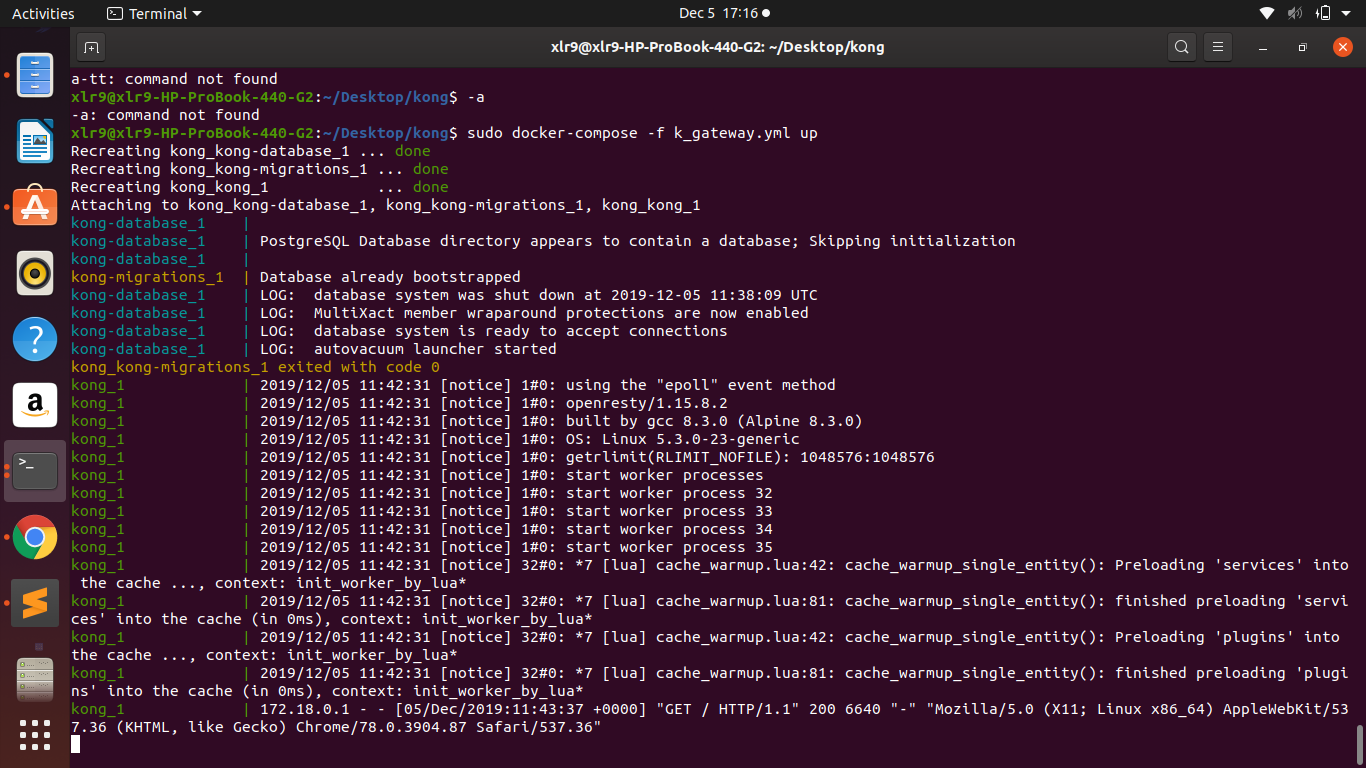 Activities Terminal Dec 5 17:16
xlr9@xlr9-HP-ProBook-440-G2: ~/Desktop/kong
a-tt: command not found
xlr9@xlr9-HP-ProBook-440-G2:~/Desktop/kong$ -a
-a: command not found
xlr9@xlr9-HP-ProBook-440-G2:~/Desktop/kong$ sudo docker-compose -f k_gateway.yml up
Recreating kong_kong-database_1 ... done
Recreating kong_kong-migrations_1 ... done
Recreating kong_kong_1            ... done
Attaching to kong_kong-database_1, kong_kong-migrations_1, kong_kong_1
kong-database_1    |
kong-database_1    | PostgreSQL Database directory appears to contain a database; Skipping initialization
kong-database_1    |
kong-migrations_1  | Database already bootstrapped
kong-database_1    | LOG:  database system was shut down at 2019-12-05 11:38:09 UTC
kong-database_1    | LOG:  MultiXact member wraparound protections are now enabled
kong-database_1    | LOG:  database system is ready to accept connections
kong-database_1    | LOG:  autovacuum launcher started
kong_kong-migrations_1 exited with code 0
kong_1             | 2019/12/05 11:42:31 [notice] 1#0: using the "epoll" event method
kong_1             | 2019/12/05 11:42:31 [notice] 1#0: openresty/1.15.8.2
kong_1             | 2019/12/05 11:42:31 [notice] 1#0: built by gcc 8.3.0 (Alpine 8.3.0)
kong_1             | 2019/12/05 11:42:31 [notice] 1#0: OS: Linux 5.3.0-23-generic
kong_1             | 2019/12/05 11:42:31 [notice] 1#0: getrlimit(RLIMIT_NOFILE): 1048576:1048576
kong_1             | 2019/12/05 11:42:31 [notice] 1#0: start worker processes
kong_1             | 2019/12/05 11:42:31 [notice] 1#0: start worker process 32
kong_1             | 2019/12/05 11:42:31 [notice] 1#0: start worker process 33
kong_1             | 2019/12/05 11:42:31 [notice] 1#0: start worker process 34
kong_1             | 2019/12/05 11:42:31 [notice] 1#0: start worker process 35
kong_1             | 2019/12/05 11:42:31 [notice] 32#0: *7 [lua] cache_warmup.lua:42: cache_warmup_single_entity(): Preloading 'services' into
 the cache ..., context: init_worker_by_lua*
kong_1             | 2019/12/05 11:42:31 [notice] 32#0: *7 [lua] cache_warmup.lua:81: cache_warmup_single_entity(): finished preloading 'servi
ces' into the cache (in 0ms), context: init_worker_by_lua*
kong_1             | 2019/12/05 11:42:31 [notice] 32#0: *7 [lua] cache_warmup.lua:42: cache_warmup_single_entity(): Preloading 'plugins' into
the cache ..., context: init_worker_by_lua*
kong_1             | 2019/12/05 11:42:31 [notice] 32#0: *7 [lua] cache_warmup.lua:81: cache_warmup_single_entity(): finished preloading 'plugi
ns' into the cache (in 0ms), context: init_worker_by_lua*
kong_1             | 172.18.0.1 - - [05/Dec/2019:11:43:37 +0000] "GET / HTTP/1.1" 200 6640 "-" "Mozilla/5.0 (X11; Linux x86_64) AppleWebKit/53
7.36 (KHTML, like Gecko) Chrome/78.0.3904.87 Safari/537.36"